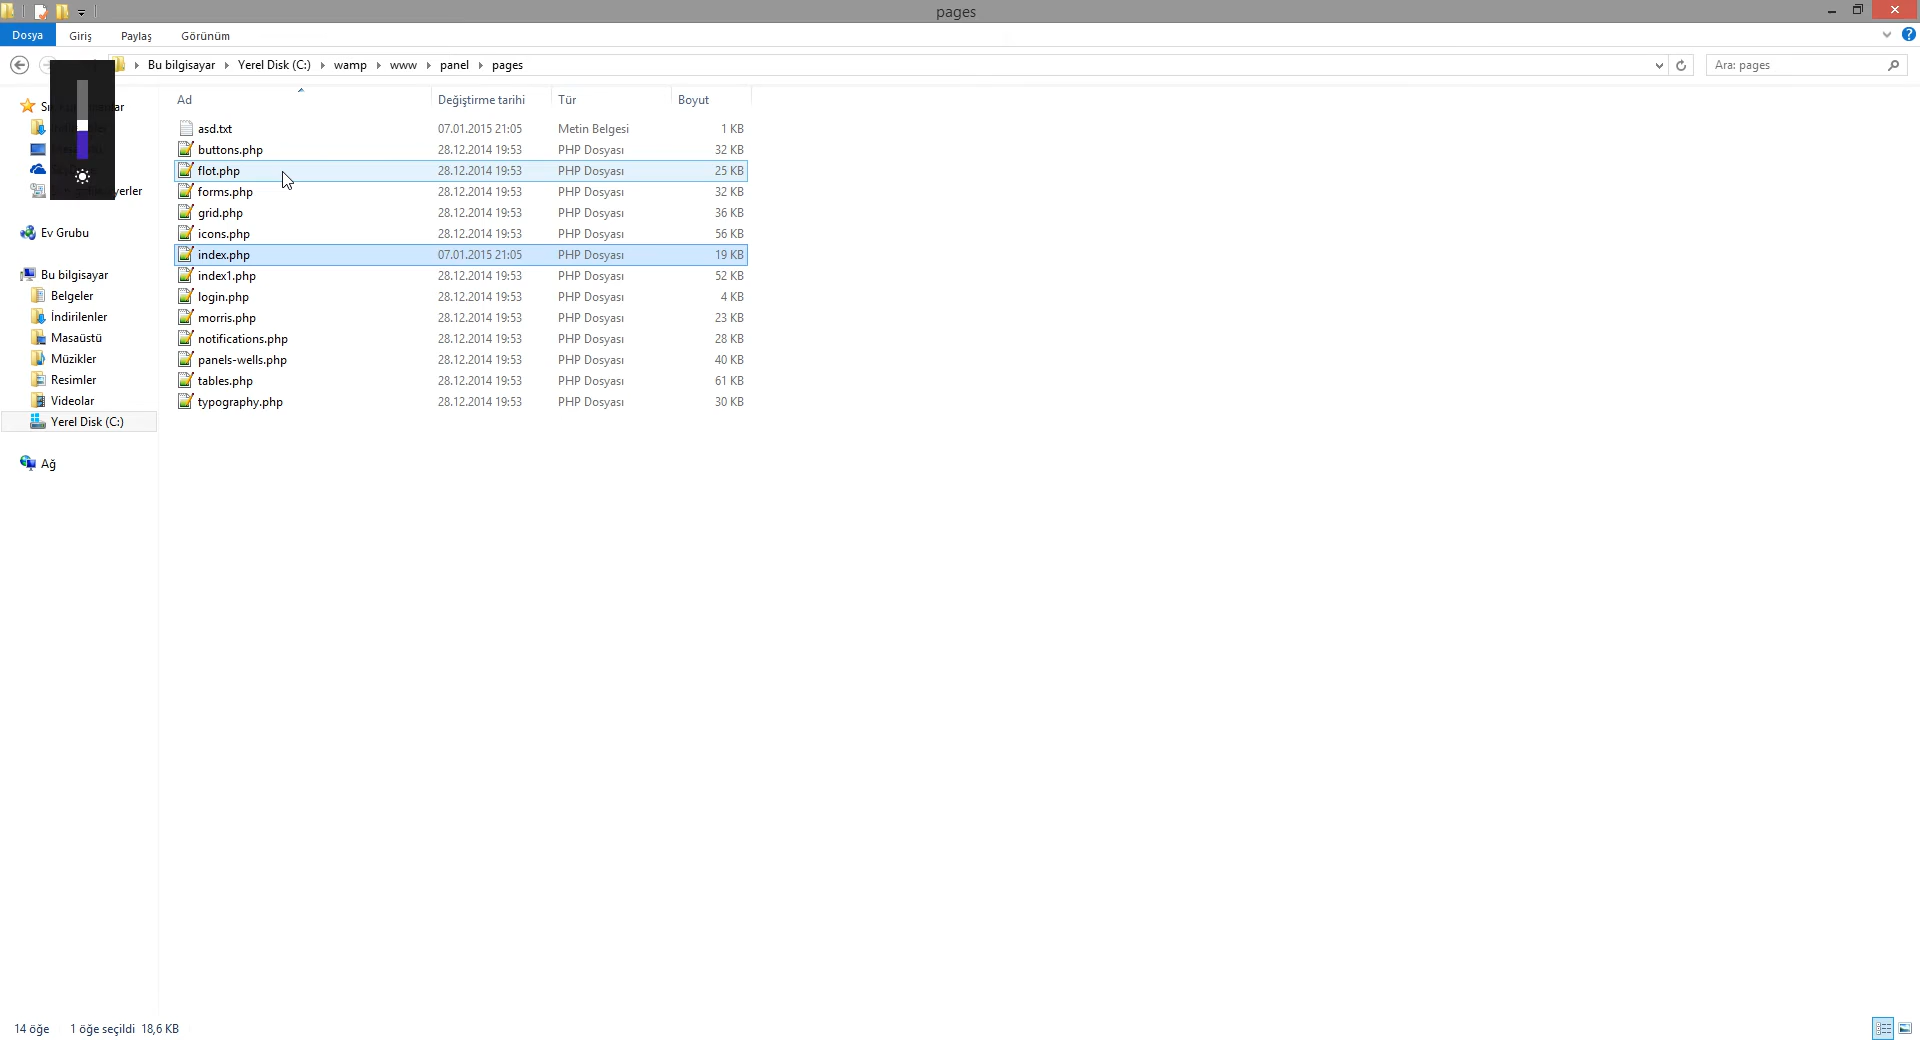 pages
Dosya Giriş Paylaş Görünüm
Bu bilgisayar Yerel Disk (C:) wamp www panel pages
Ara: pages
Ad Değiştirme tarihi Tür Boyut
asd.txt 07.01.2015 21:05 Metin Belgesi 1 KB
buttons.php 28.12.2014 19:53 PHP Dosyası 32 KB
flot.php 28.12.2014 19:53 PHP Dosyası 25 KB
forms.php 28.12.2014 19:53 PHP Dosyası 32 KB
grid.php 28.12.2014 19:53 PHP Dosyası 36 KB
icons.php 28.12.2014 19:53 PHP Dosyası 56 KB
index.php 07.01.2015 21:05 PHP Dosyası 19 KB
index1.php 28.12.2014 19:53 PHP Dosyası 52 KB
login.php 28.12.2014 19:53 PHP Dosyası 4 KB
morris.php 28.12.2014 19:53 PHP Dosyası 23 KB
notifications.php 28.12.2014 19:53 PHP Dosyası 28 KB
panels-wells.php 28.12.2014 19:53 PHP Dosyası 40 KB
tables.php 28.12.2014 19:53 PHP Dosyası 61 KB
typography.php 28.12.2014 19:53 PHP Dosyası 30 KB
Ev Grubu
Bu bilgisayar
Belgeler
İndirilenler
Masaüstü
Müzikler
Resimler
Videolar
Yerel Disk (C:)
Ağ
14 öğe 1 öğe seçildi 18,6 KB